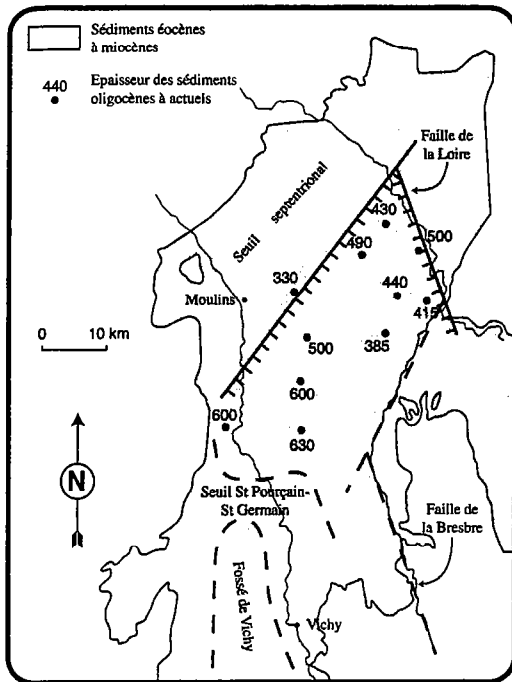 Sédiments éocènes
à miocènes
440
Epaisseur des sédiments
oligocènes à actuels
Faille de
la Loire
Seuil septentrional
430
490
500
330
440
Moulins
415
0 10 km
500
385
600
600
630
N
Seuil St Pourçain-
St Germain
Faille de
la Bresbre
Fossé de Vichy
Vichy